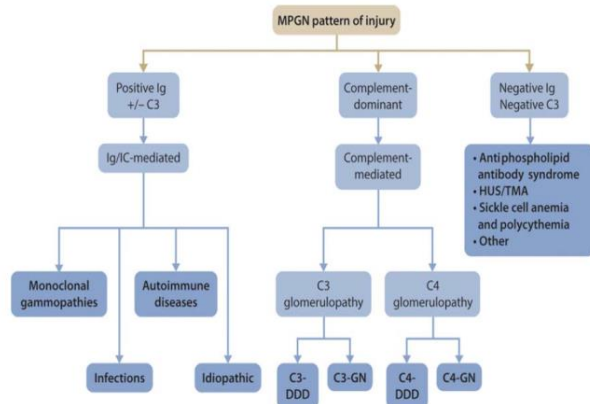 MPGN pattern of injury
Positive Ig
+/– C3
Complement-
dominant
Negative Ig
Negative C3
Ig/IC-mediated
Complement-
mediated
• Antiphospholipid
antibody syndrome
• HUS/TMA
• Sickle cell anemia
and polycythemia
• Other
Monoclonal
gammopathies
Autoimmune
diseases
C3
glomerulopathy
C4
glomerulopathy
Infections
Idiopathic
C3-
DDD
C3-GN
C4-
DDD
C4-GN